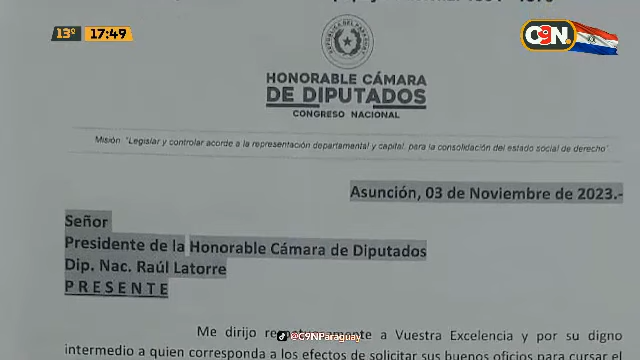 13° 17:49
C9N
REPUBLICA DEL PARAGUAY
HONORABLE CÁMARA
DE DIPUTADOS
CONGRESO NACIONAL
Misión: "Legislar y controlar acorde a la representación departamental y capital, para la consolidación del estado social de derecho"
Asunción, 03 de Noviembre de 2023.-
Señor
Presidente de la Honorable Cámara de Diputados
Dip. Nac. Raúl Latorre
P R E S E N T E
Me dirijo a Vuestra Excelencia y por su digno
@C9NParaguay
intermedio a quien corresponda a los efectos de solicitar sus buenos oficios para cursar el